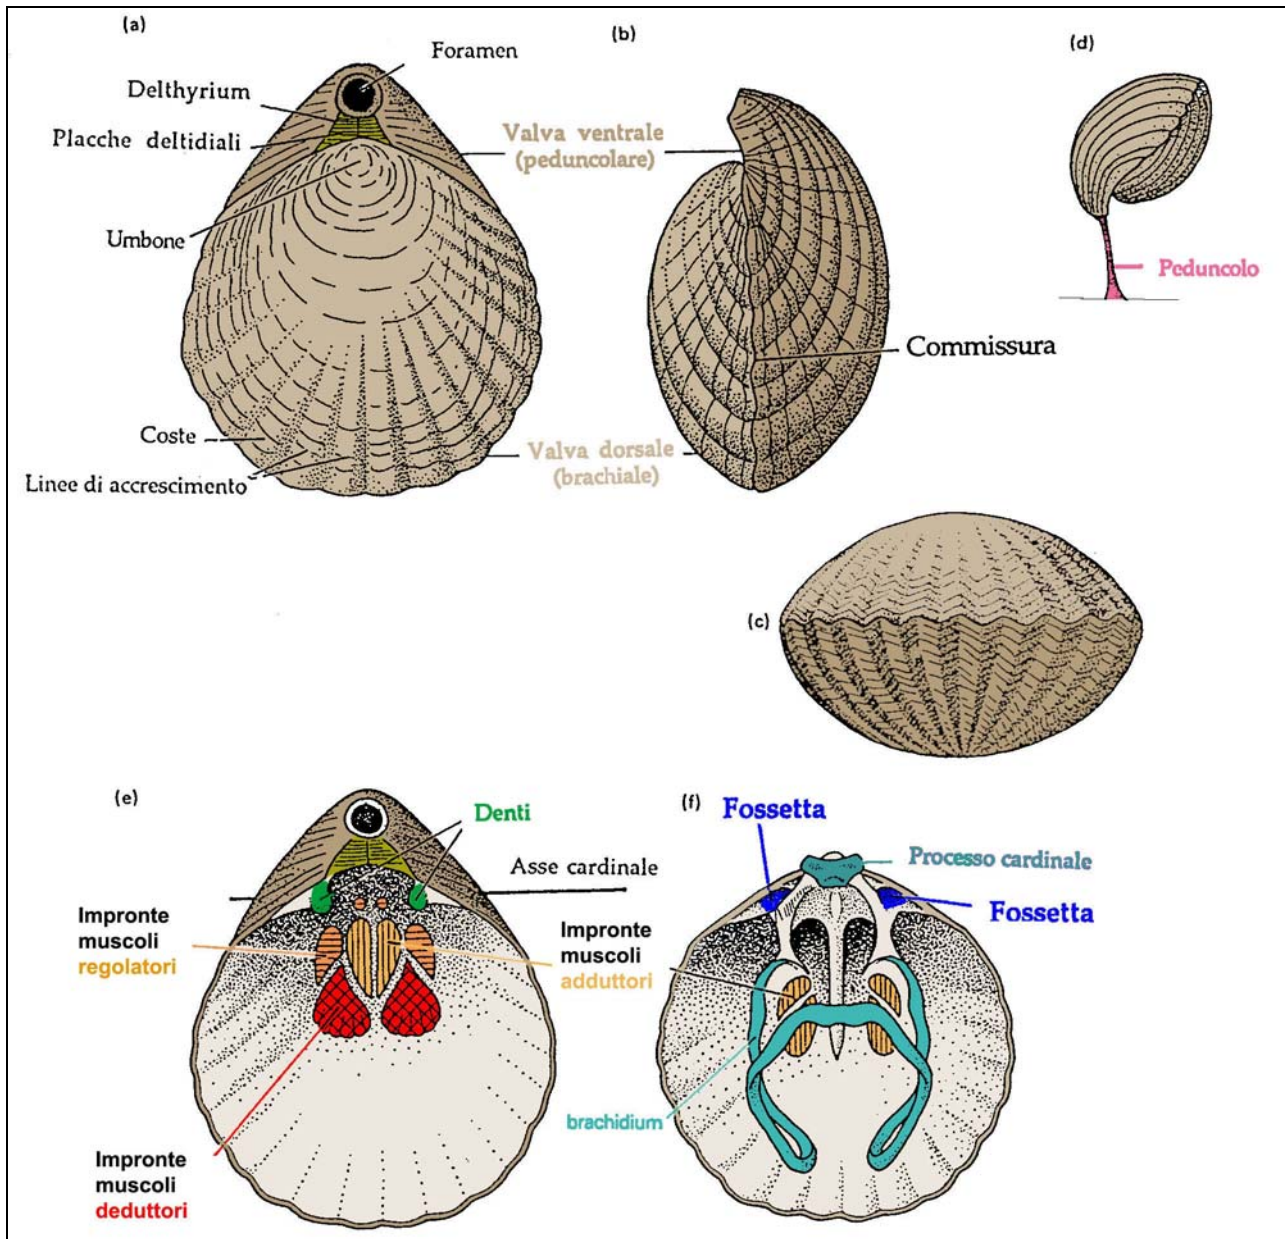 (a)
Foramen
Delthyrium
Placche deltidiali
Umbone
Coste
Linee di accrescimento
(b)
Valva ventrale
(peduncolare)
Commissura
Valva dorsale
(brachiale)
(d)
Peduncolo
(c)
(e)
Denti
Asse cardinale
Impronte
muscoli
regolatori
Impronte
muscoli
adduttori
Impronte
muscoli
deduttori
(f)
Fossetta
Processo cardinale
Fossetta
brachidium